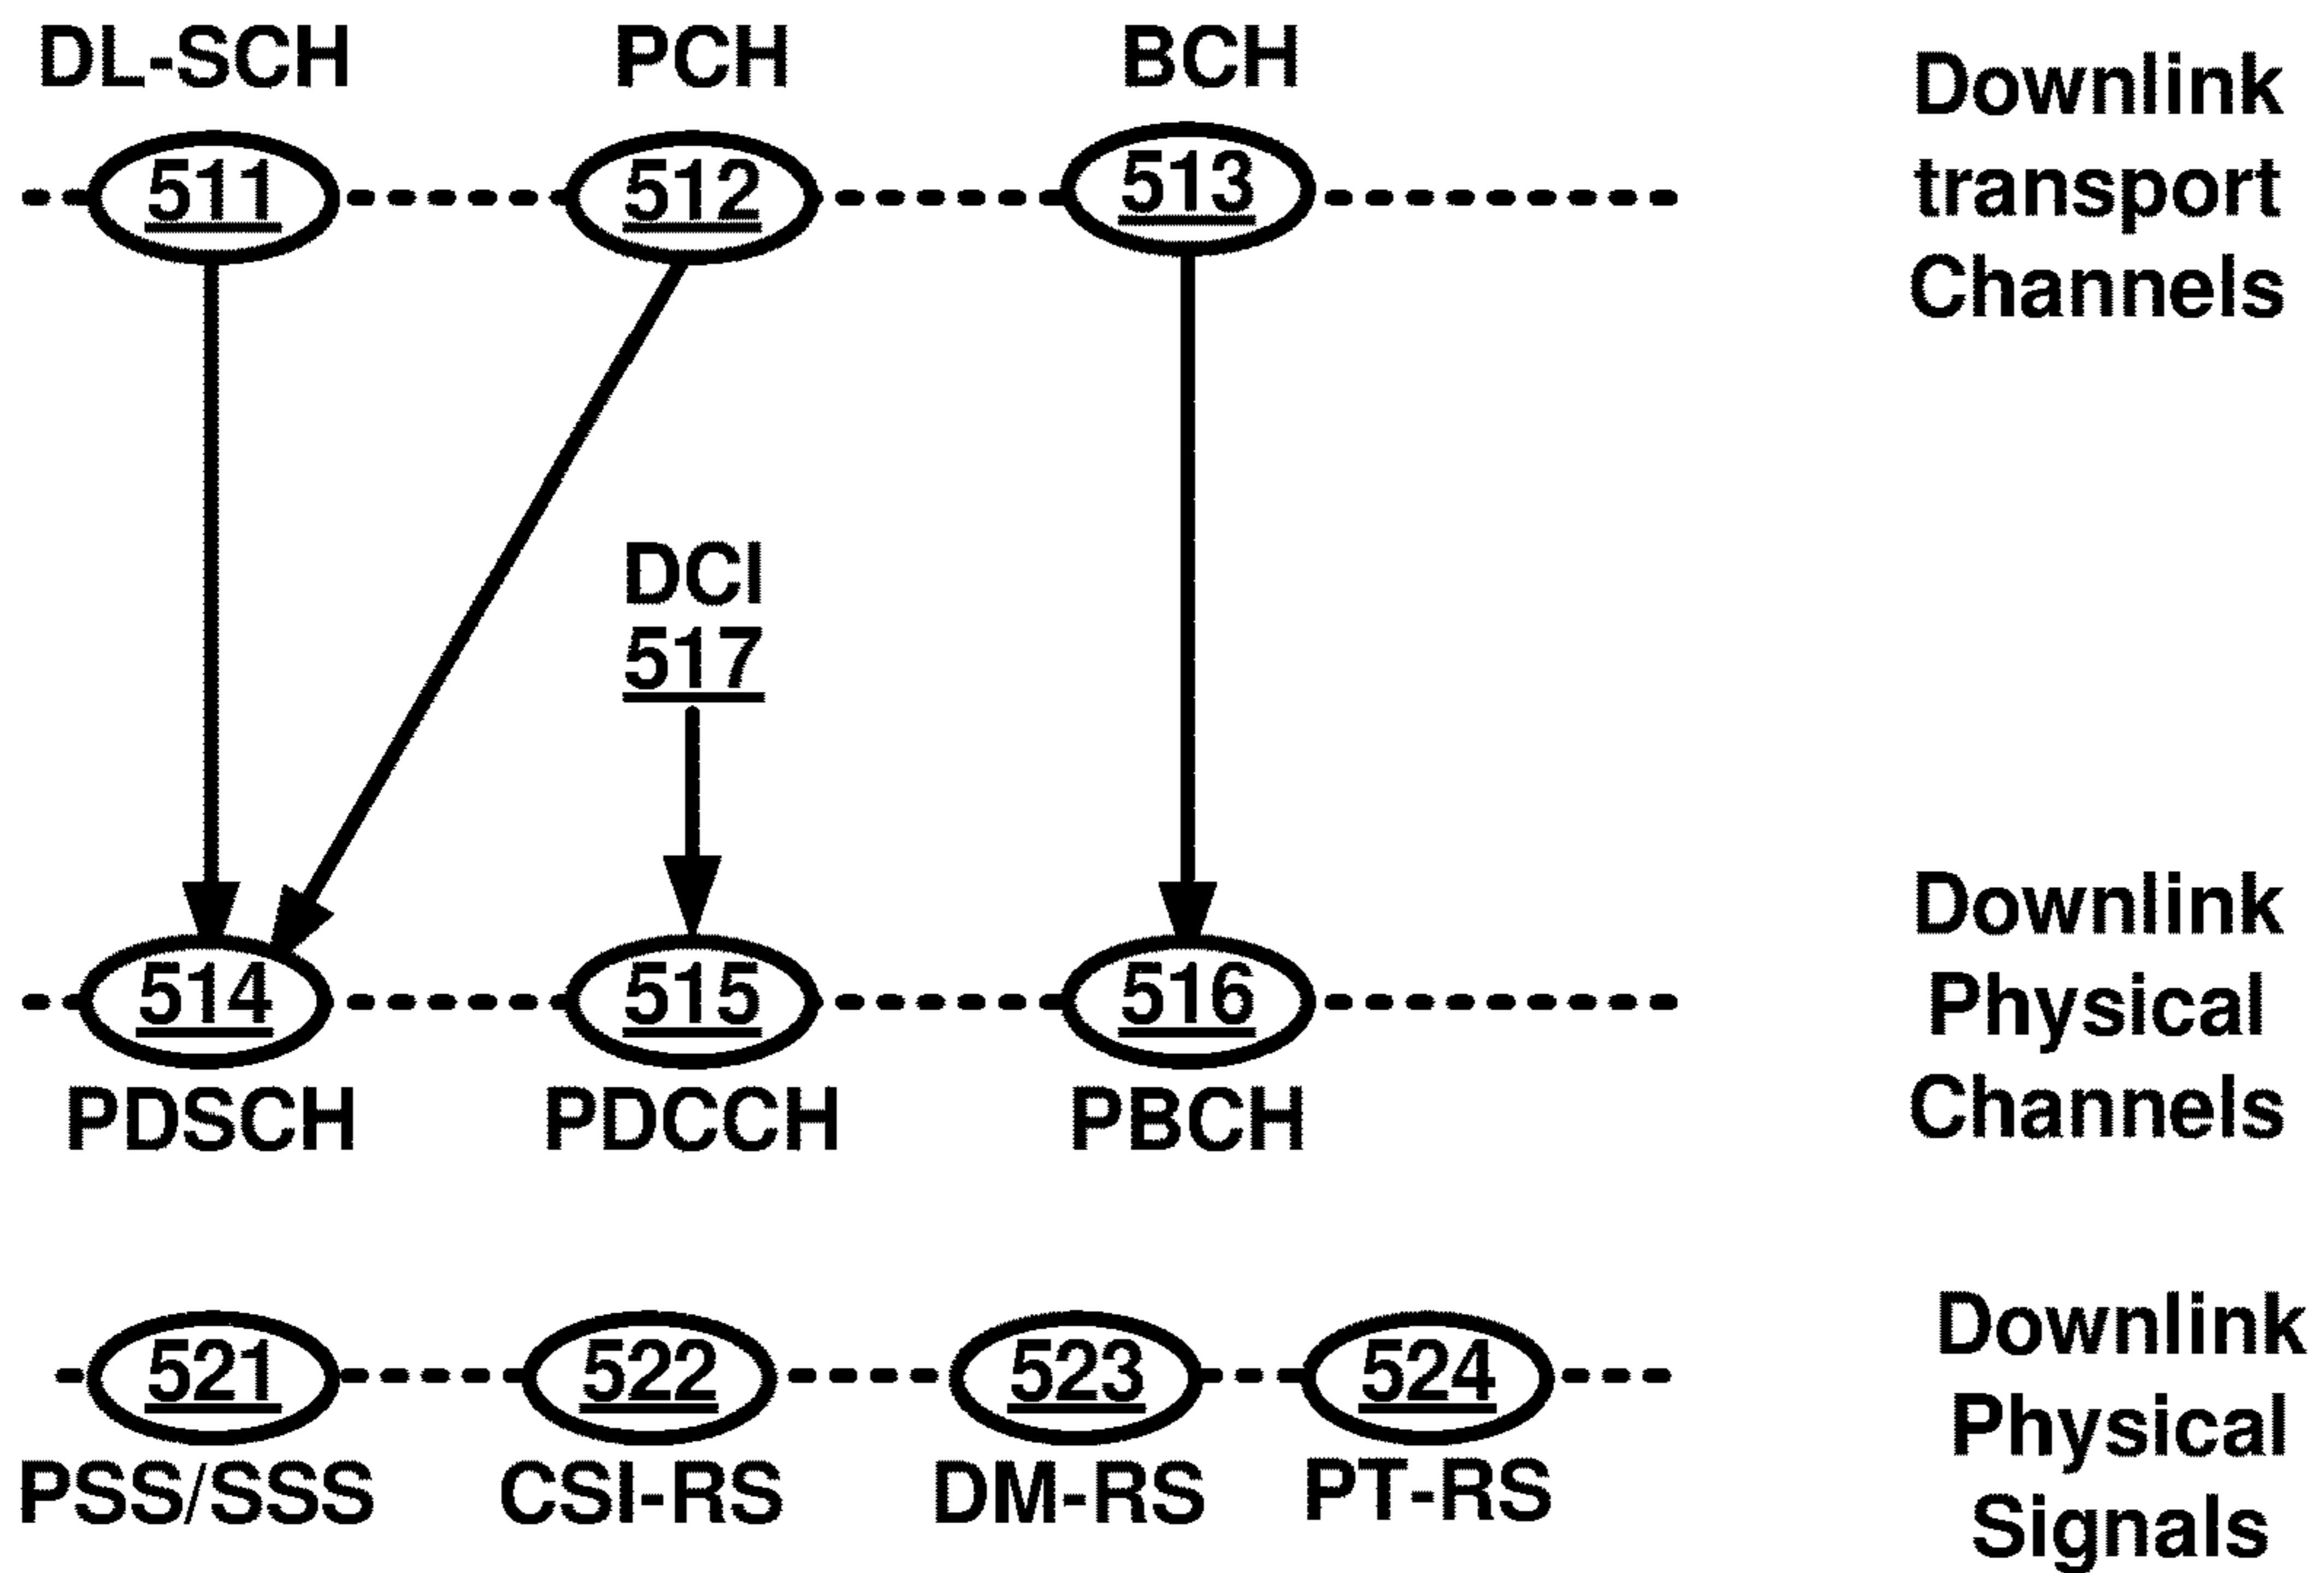 DL-SCH
PCH
BCH
Downlink
transport
Channels
511
512
513
DCI
517
Downlink
Physical
Channels
514
515
516
PDSCH
PDCCH
PBCH
Downlink
Physical
Signals
521
522
523
524
PSS/SSS
CSI-RS
DM-RS
PT-RS